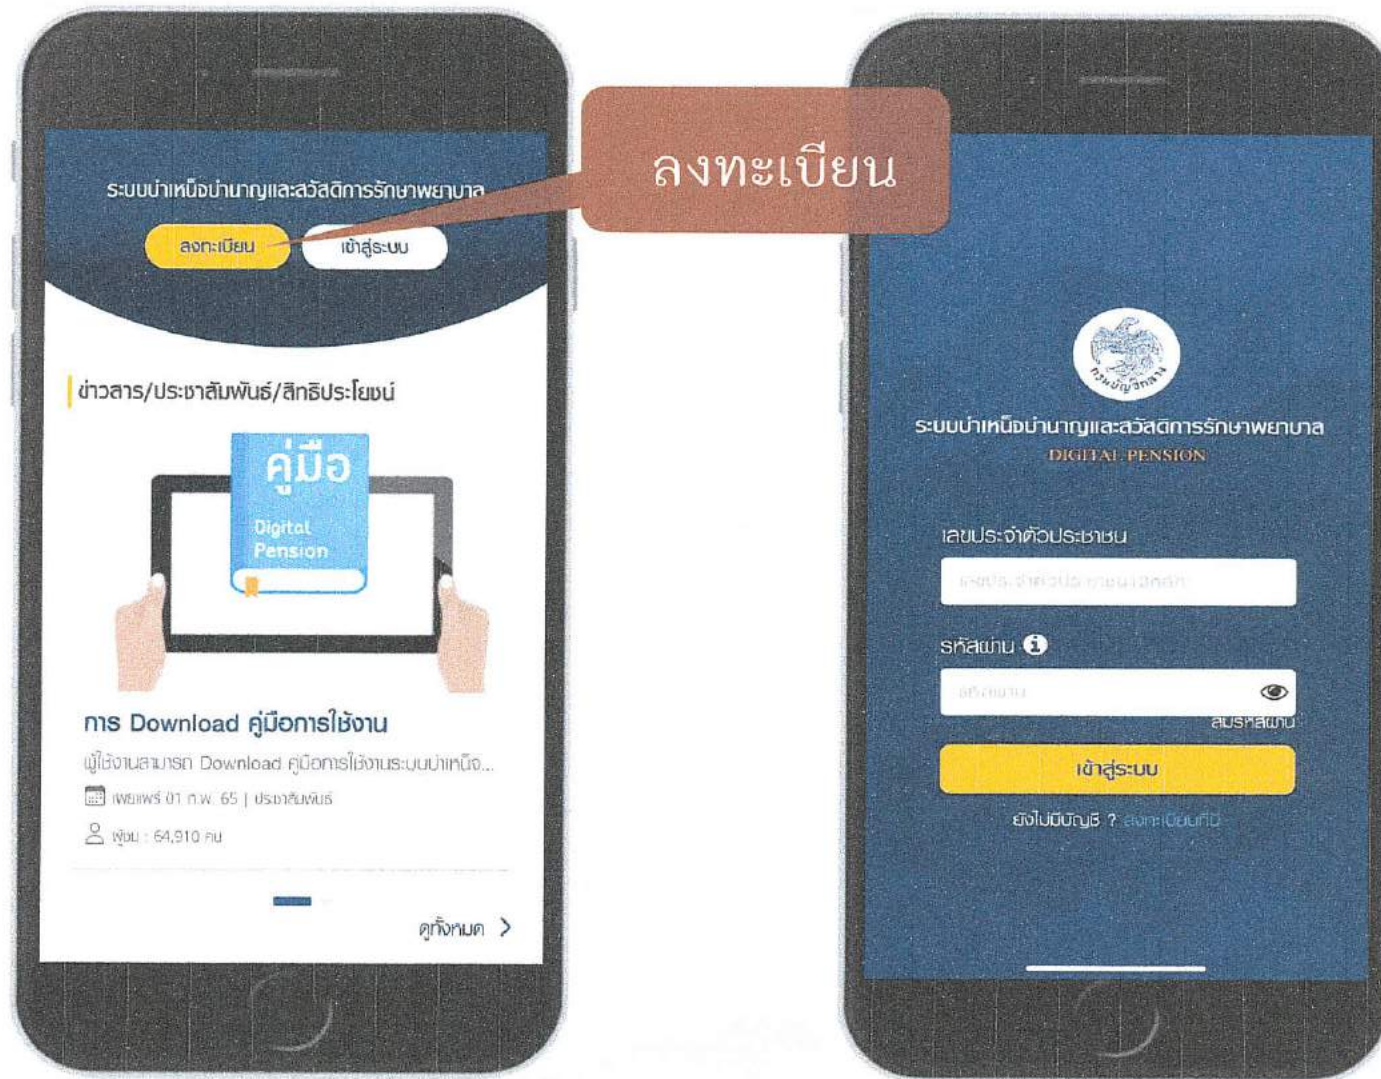 ลงทะเบียน
ระบบบำเหน็จบำนาญและสวัสดิการรักษาพยาบาล
ลงทะเบียน
เข้าสู่ระบบ
ข่าวสาร/ประชาสัมพันธ์/สิทธิประโยชน์
คู่มือ
Digital
Pension
การ Download คู่มือการใช้งาน
ผู้ใช้งานสามารถ Download คู่มือการใช้งานระบบบำเหน็จ...
เผยแพร่ 01 ก.พ. 65 | ประชาสัมพันธ์
ผู้ชม : 64,910 คน
ดูทั้งหมด
กรมบัญชีกลาง
ระบบบำเหน็จบำนาญและสวัสดิการรักษาพยาบาล
DIGITAL PENSION
เลขประจำตัวประชาชน
รหัสผ่าน
รหัสผ่าน
ลืมรหัสผ่าน
เข้าสู่ระบบ
ยังไม่มีบัญชี ? ลงทะเบียนที่นี่